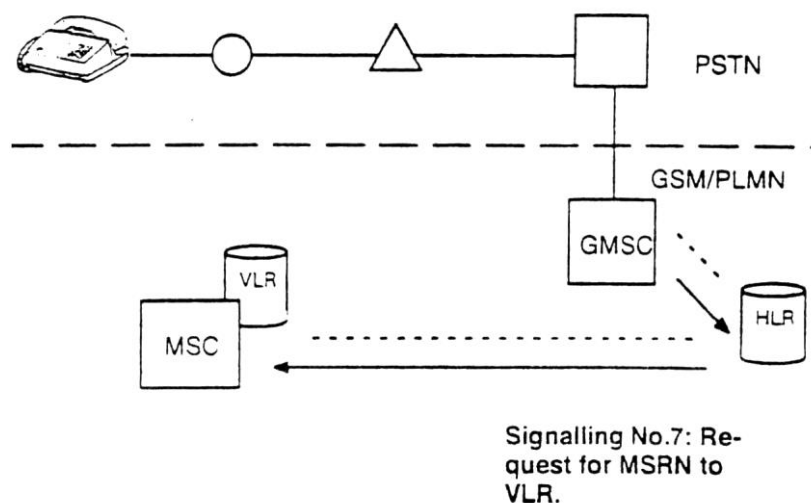 PSTN
GSM/PLMN
GMSC
VLR
HLR
MSC
Signalling No.7: Re-
quest for MSRN to
VLR.